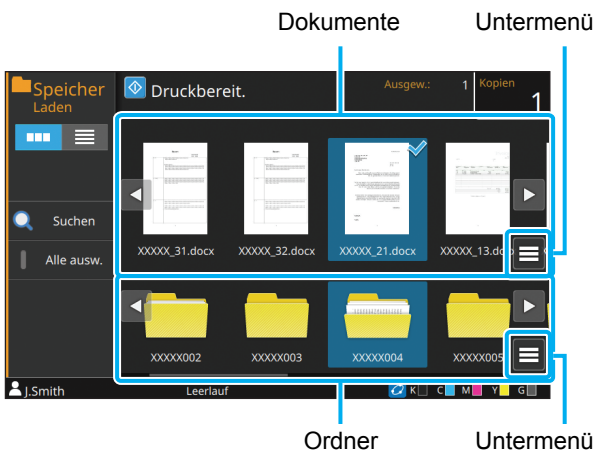 Dokumente Untermenü
Speicher
Laden
Druckbereit.
Ausgew.: 1
Kopien
1
Suchen
Alle ausw.
XXXXX_31.docx XXXXX_32.docx XXXXX_21.docx XXXXX_13.do
XXXXX002 XXXXX003 XXXXX004 XXXXX005
J.Smith Leerlauf K C M Y G
Ordner Untermenü